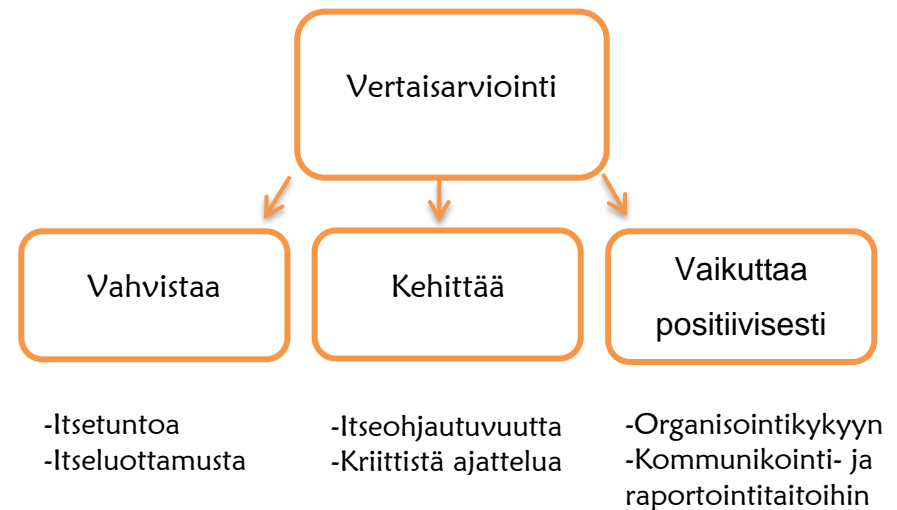 Vertaisarviointi
Vahvistaa
Kehittää
Vaikuttaa
positiivisesti
-Itsetuntoa
-Itseluottamusta
-Itseohjautuvuutta
-Kriittistä ajattelua
-Organisointikykyyn
-Kommunikointi- ja
raportointitaitoihin